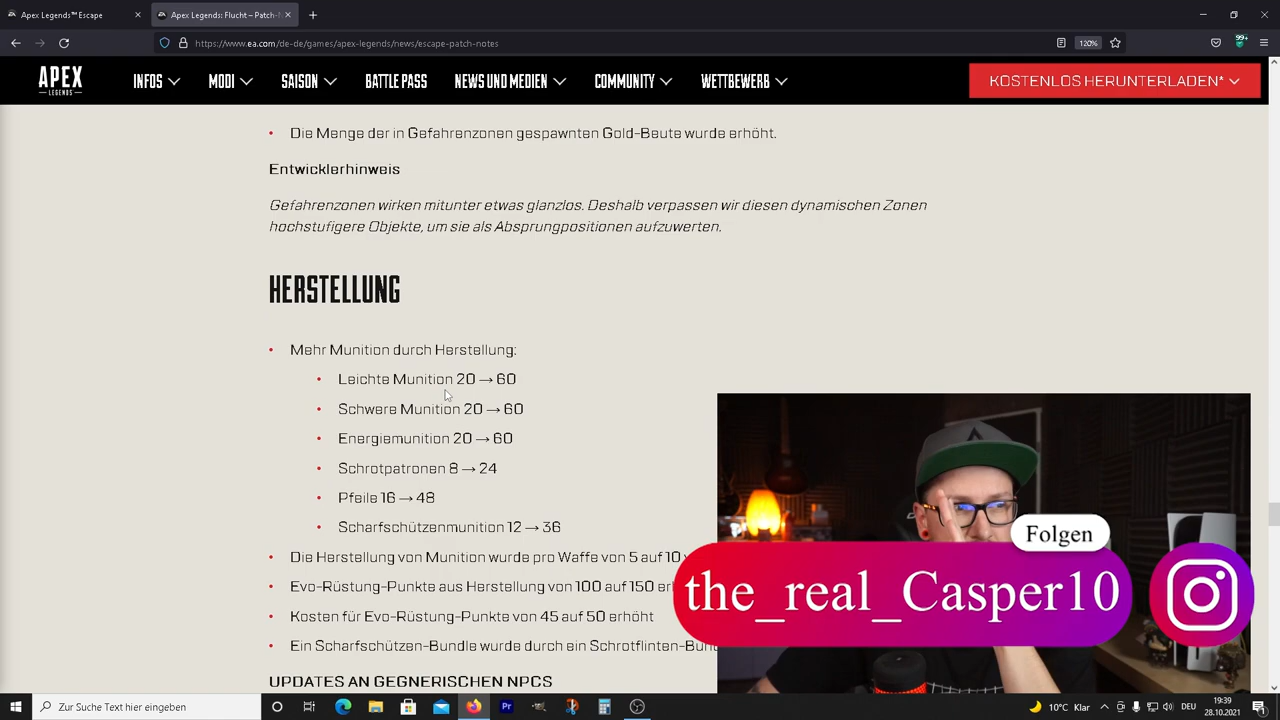 Apex Legends™ Escape
Apex Legends: Flucht – Patch-N
https://www.ea.com/de-de/games/apex-legends/news/escape-patch-notes
120%
99+
APEX
LEGENDS
INFOS
MODI
SAISON
BATTLE PASS
NEWS UND MEDIEN
COMMUNITY
WETTBEWERB
KOSTENLOS HERUNTERLADEN*
• Die Menge der in Gefahrenzonen gespawnten Gold-Beute wurde erhöht.
Entwicklerhinweis
Gefahrenzonen wirken mitunter etwas glanzlos. Deshalb verpassen wir diesen dynamischen Zonen
hochstufigere Objekte, um sie als Absprungpositionen aufzuwerten.
HERSTELLUNG
• Mehr Munition durch Herstellung:
• Leichte Munition 20 → 60
• Schwere Munition 20 → 60
• Energiemunition 20 → 60
• Schrotpatronen 8 → 24
• Pfeile 16 → 48
• Scharfschützenmunition 12 → 36
• Die Herstellung von Munition wurde pro Waffe von 5 auf 10
• Evo-Rüstung-Punkte aus Herstellung von 100 auf 150
• Kosten für Evo-Rüstung-Punkte von 45 auf 50 erhöht
• Ein Scharfschützen-Bundle wurde durch ein Schrotflinten-Bun
UPDATES AN GEGNERISCHEN NPCS
Folgen
the_real_Casper10
Zur Suche Text hier eingeben
10°C Klar
DEU
19:39
28.10.2021